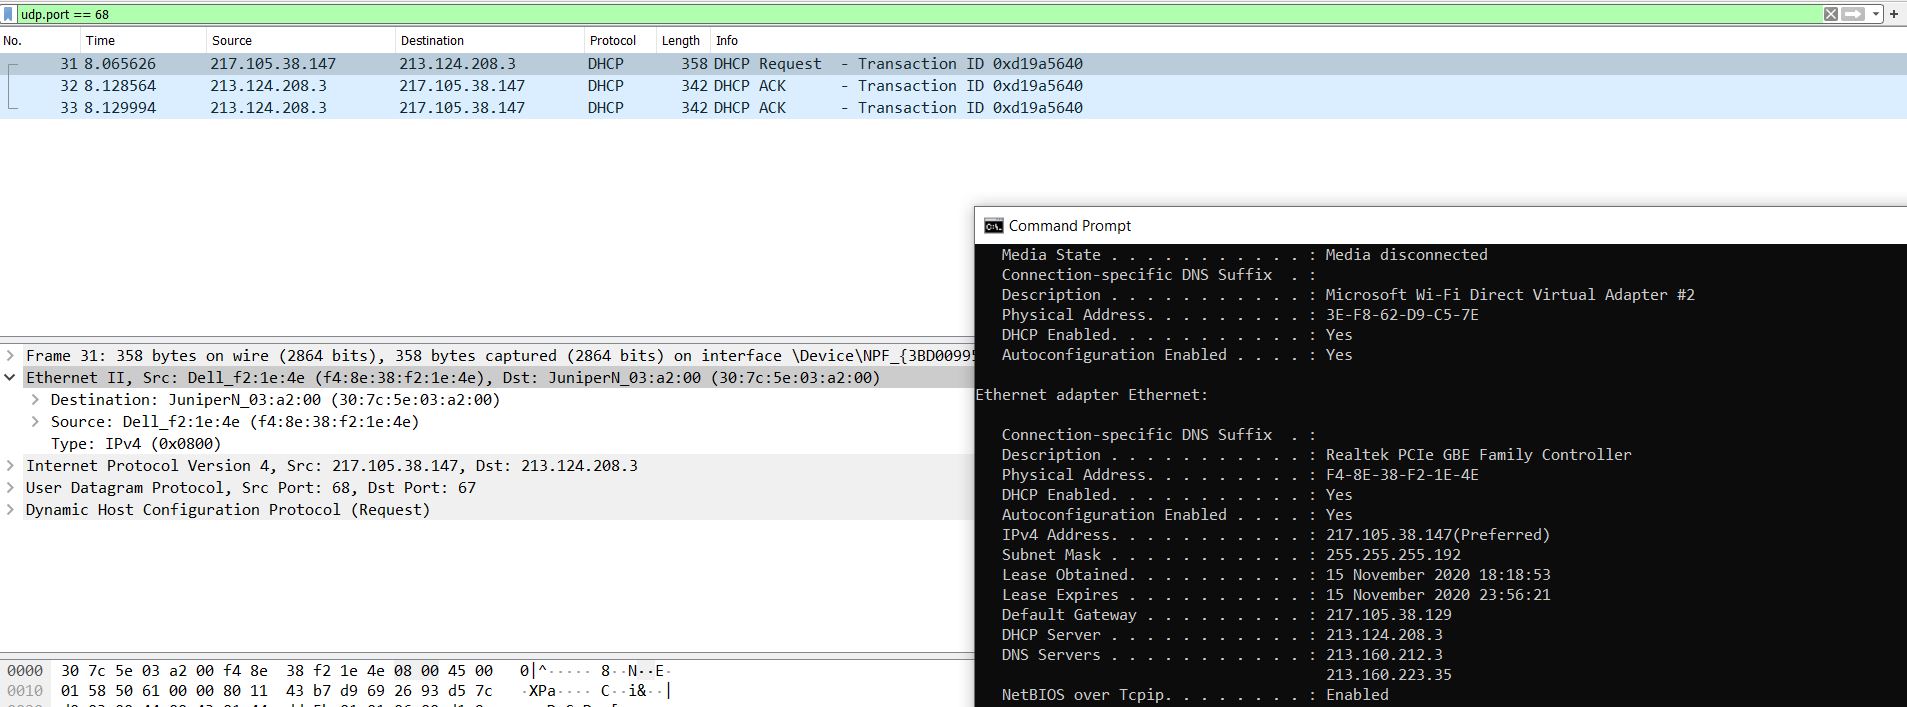 udp.port == 68
No. Time Source Destination Protocol Length Info
31 8.065626 217.105.38.147 213.124.208.3 DHCP 358 DHCP Request - Transaction ID 0xd19a5640
32 8.128564 213.124.208.3 217.105.38.147 DHCP 342 DHCP ACK - Transaction ID 0xd19a5640
33 8.129994 213.124.208.3 217.105.38.147 DHCP 342 DHCP ACK - Transaction ID 0xd19a5640
Frame 31: 358 bytes on wire (2864 bits), 358 bytes captured (2864 bits) on interface \Device\NPF_{3BD00995
Ethernet II, Src: Dell_f2:1e:4e (f4:8e:38:f2:1e:4e), Dst: JuniperN_03:a2:00 (30:7c:5e:03:a2:00)
Destination: JuniperN_03:a2:00 (30:7c:5e:03:a2:00)
Source: Dell_f2:1e:4e (f4:8e:38:f2:1e:4e)
Type: IPv4 (0x0800)
Internet Protocol Version 4, Src: 217.105.38.147, Dst: 213.124.208.3
User Datagram Protocol, Src Port: 68, Dst Port: 67
Dynamic Host Configuration Protocol (Request)
0000 30 7c 5e 03 a2 00 f4 8e 38 f2 1e 4e 08 00 45 00 0|^····· 8··N··E·
0010 01 58 50 61 00 00 80 11 43 b7 d9 69 26 93 d5 7c ·XPa···· C··i&··|
Command Prompt
Media State . . . . . . . . . . . : Media disconnected
Connection-specific DNS Suffix . :
Description . . . . . . . . . . . : Microsoft Wi-Fi Direct Virtual Adapter #2
Physical Address. . . . . . . . . : 3E-F8-62-D9-C5-7E
DHCP Enabled. . . . . . . . . . . : Yes
Autoconfiguration Enabled . . . . : Yes
Ethernet adapter Ethernet:
Connection-specific DNS Suffix . :
Description . . . . . . . . . . . : Realtek PCIe GBE Family Controller
Physical Address. . . . . . . . . : F4-8E-38-F2-1E-4E
DHCP Enabled. . . . . . . . . . . : Yes
Autoconfiguration Enabled . . . . : Yes
IPv4 Address. . . . . . . . . . . : 217.105.38.147(Preferred)
Subnet Mask . . . . . . . . . . . : 255.255.255.192
Lease Obtained. . . . . . . . . . : 15 November 2020 18:18:53
Lease Expires . . . . . . . . . . : 15 November 2020 23:56:21
Default Gateway . . . . . . . . . : 217.105.38.129
DHCP Server . . . . . . . . . . . : 213.124.208.3
DNS Servers . . . . . . . . . . . : 213.160.212.3
213.160.223.35
NetBIOS over Tcpip. . . . . . . . : Enabled